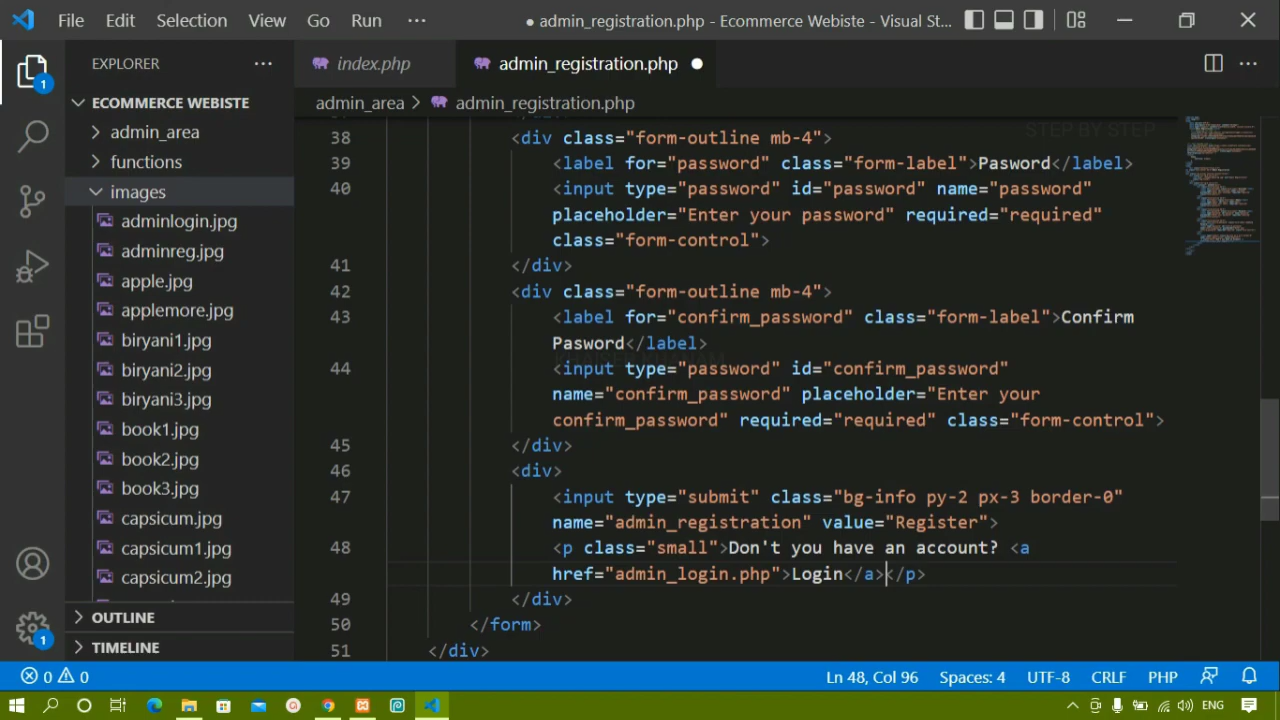 File Edit Selection View Go Run ··· ● admin_registration.php - Ecommerce Webiste - Visual St...
EXPLORER ···
index.php admin_registration.php ●
ECOMMERCE WEBISTE
admin_area > admin_registration.php
admin_area
functions
images
adminlogin.jpg
adminreg.jpg
apple.jpg
applemore.jpg
biryani1.jpg
biryani2.jpg
biryani3.jpg
book1.jpg
book2.jpg
book3.jpg
capsicum.jpg
capsicum1.jpg
capsicum2.jpg
OUTLINE
TIMELINE
STEP BY STEP
38 <div class="form-outline mb-4">
39 <label for="password" class="form-label">Pasword</label>
40 <input type="password" id="password" name="password"
placeholder="Enter your password" required="required"
class="form-control">
41 </div>
42 <div class="form-outline mb-4">
43 <label for="confirm_password" class="form-label">Confirm
Pasword</label>
KHAISER KHANAM
44 <input type="password" id="confirm_password"
name="confirm_password" placeholder="Enter your
confirm_password" required="required" class="form-control">
45 </div>
46 <div>
47 <input type="submit" class="bg-info py-2 px-3 border-0"
name="admin_registration" value="Register">
48 <p class="small">Don't you have an account? <a
href="admin_login.php">Login</a></p>
49 </div>
50 </form>
51 </div>
1
1
0 0 Ln 48, Col 96 Spaces: 4 UTF-8 CRLF PHP
ENG